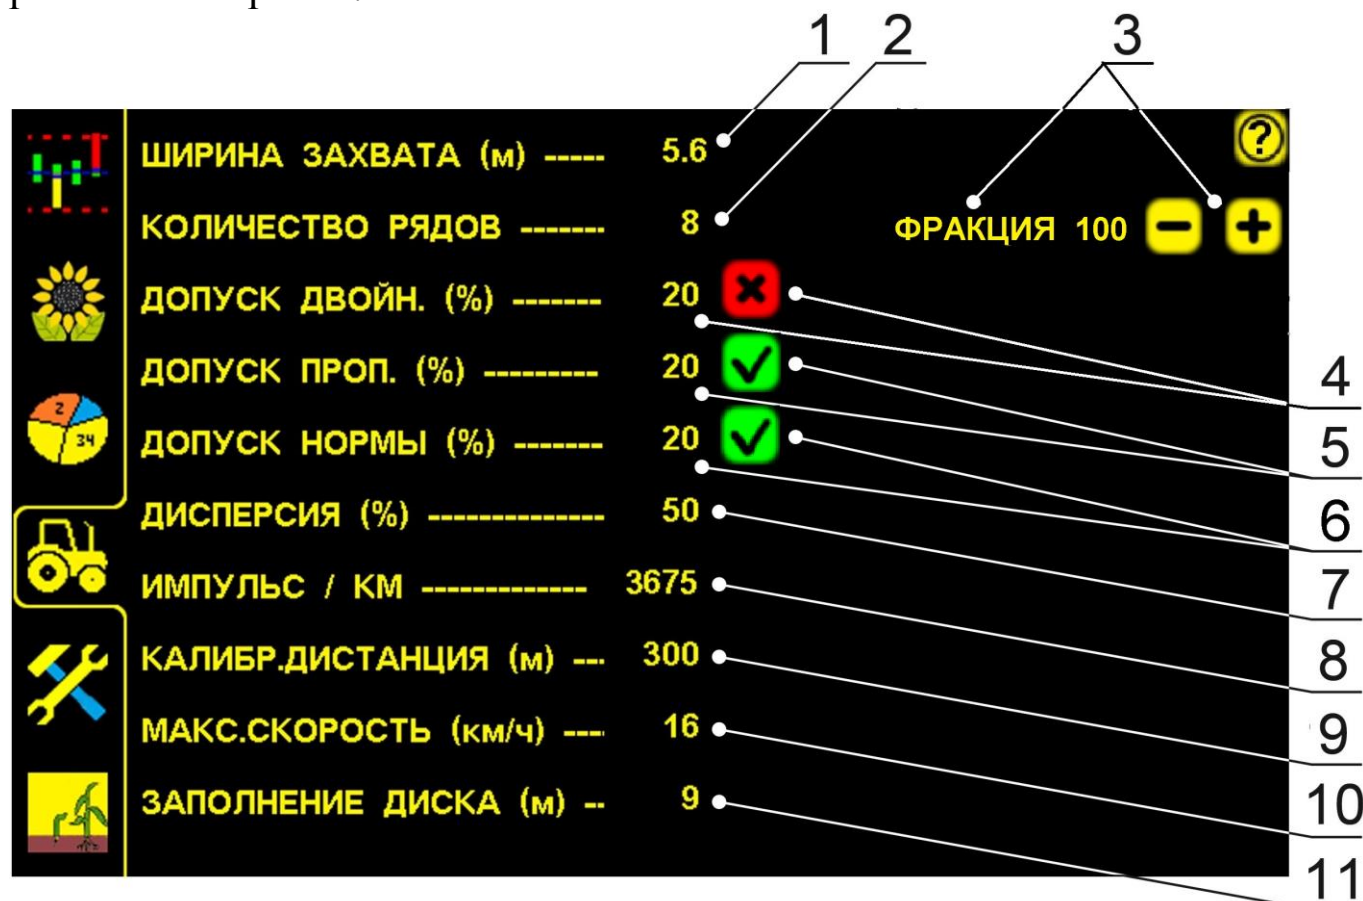 1 2 3
ШИРИНА ЗАХВАТА (м) ----- 5.6 ?
КОЛИЧЕСТВО РЯДОВ ------- 8 ФРАКЦИЯ 100 - +
ДОПУСК ДВОЙН. (%) ------- 20
ДОПУСК ПРОП. (%) --------- 20
4
ДОПУСК НОРМЫ (%) ------- 20
5
ДИСПЕРСИЯ (%) -------------- 50
6
ИМПУЛЬС / КМ ------------- 3675
7
КАЛИБР.ДИСТАНЦИЯ (м) --- 300
8
МАКС.СКОРОСТЬ (км/ч) ---- 16
9
ЗАПОЛНЕНИЕ ДИСКА (м) -- 9
10
11
2
34